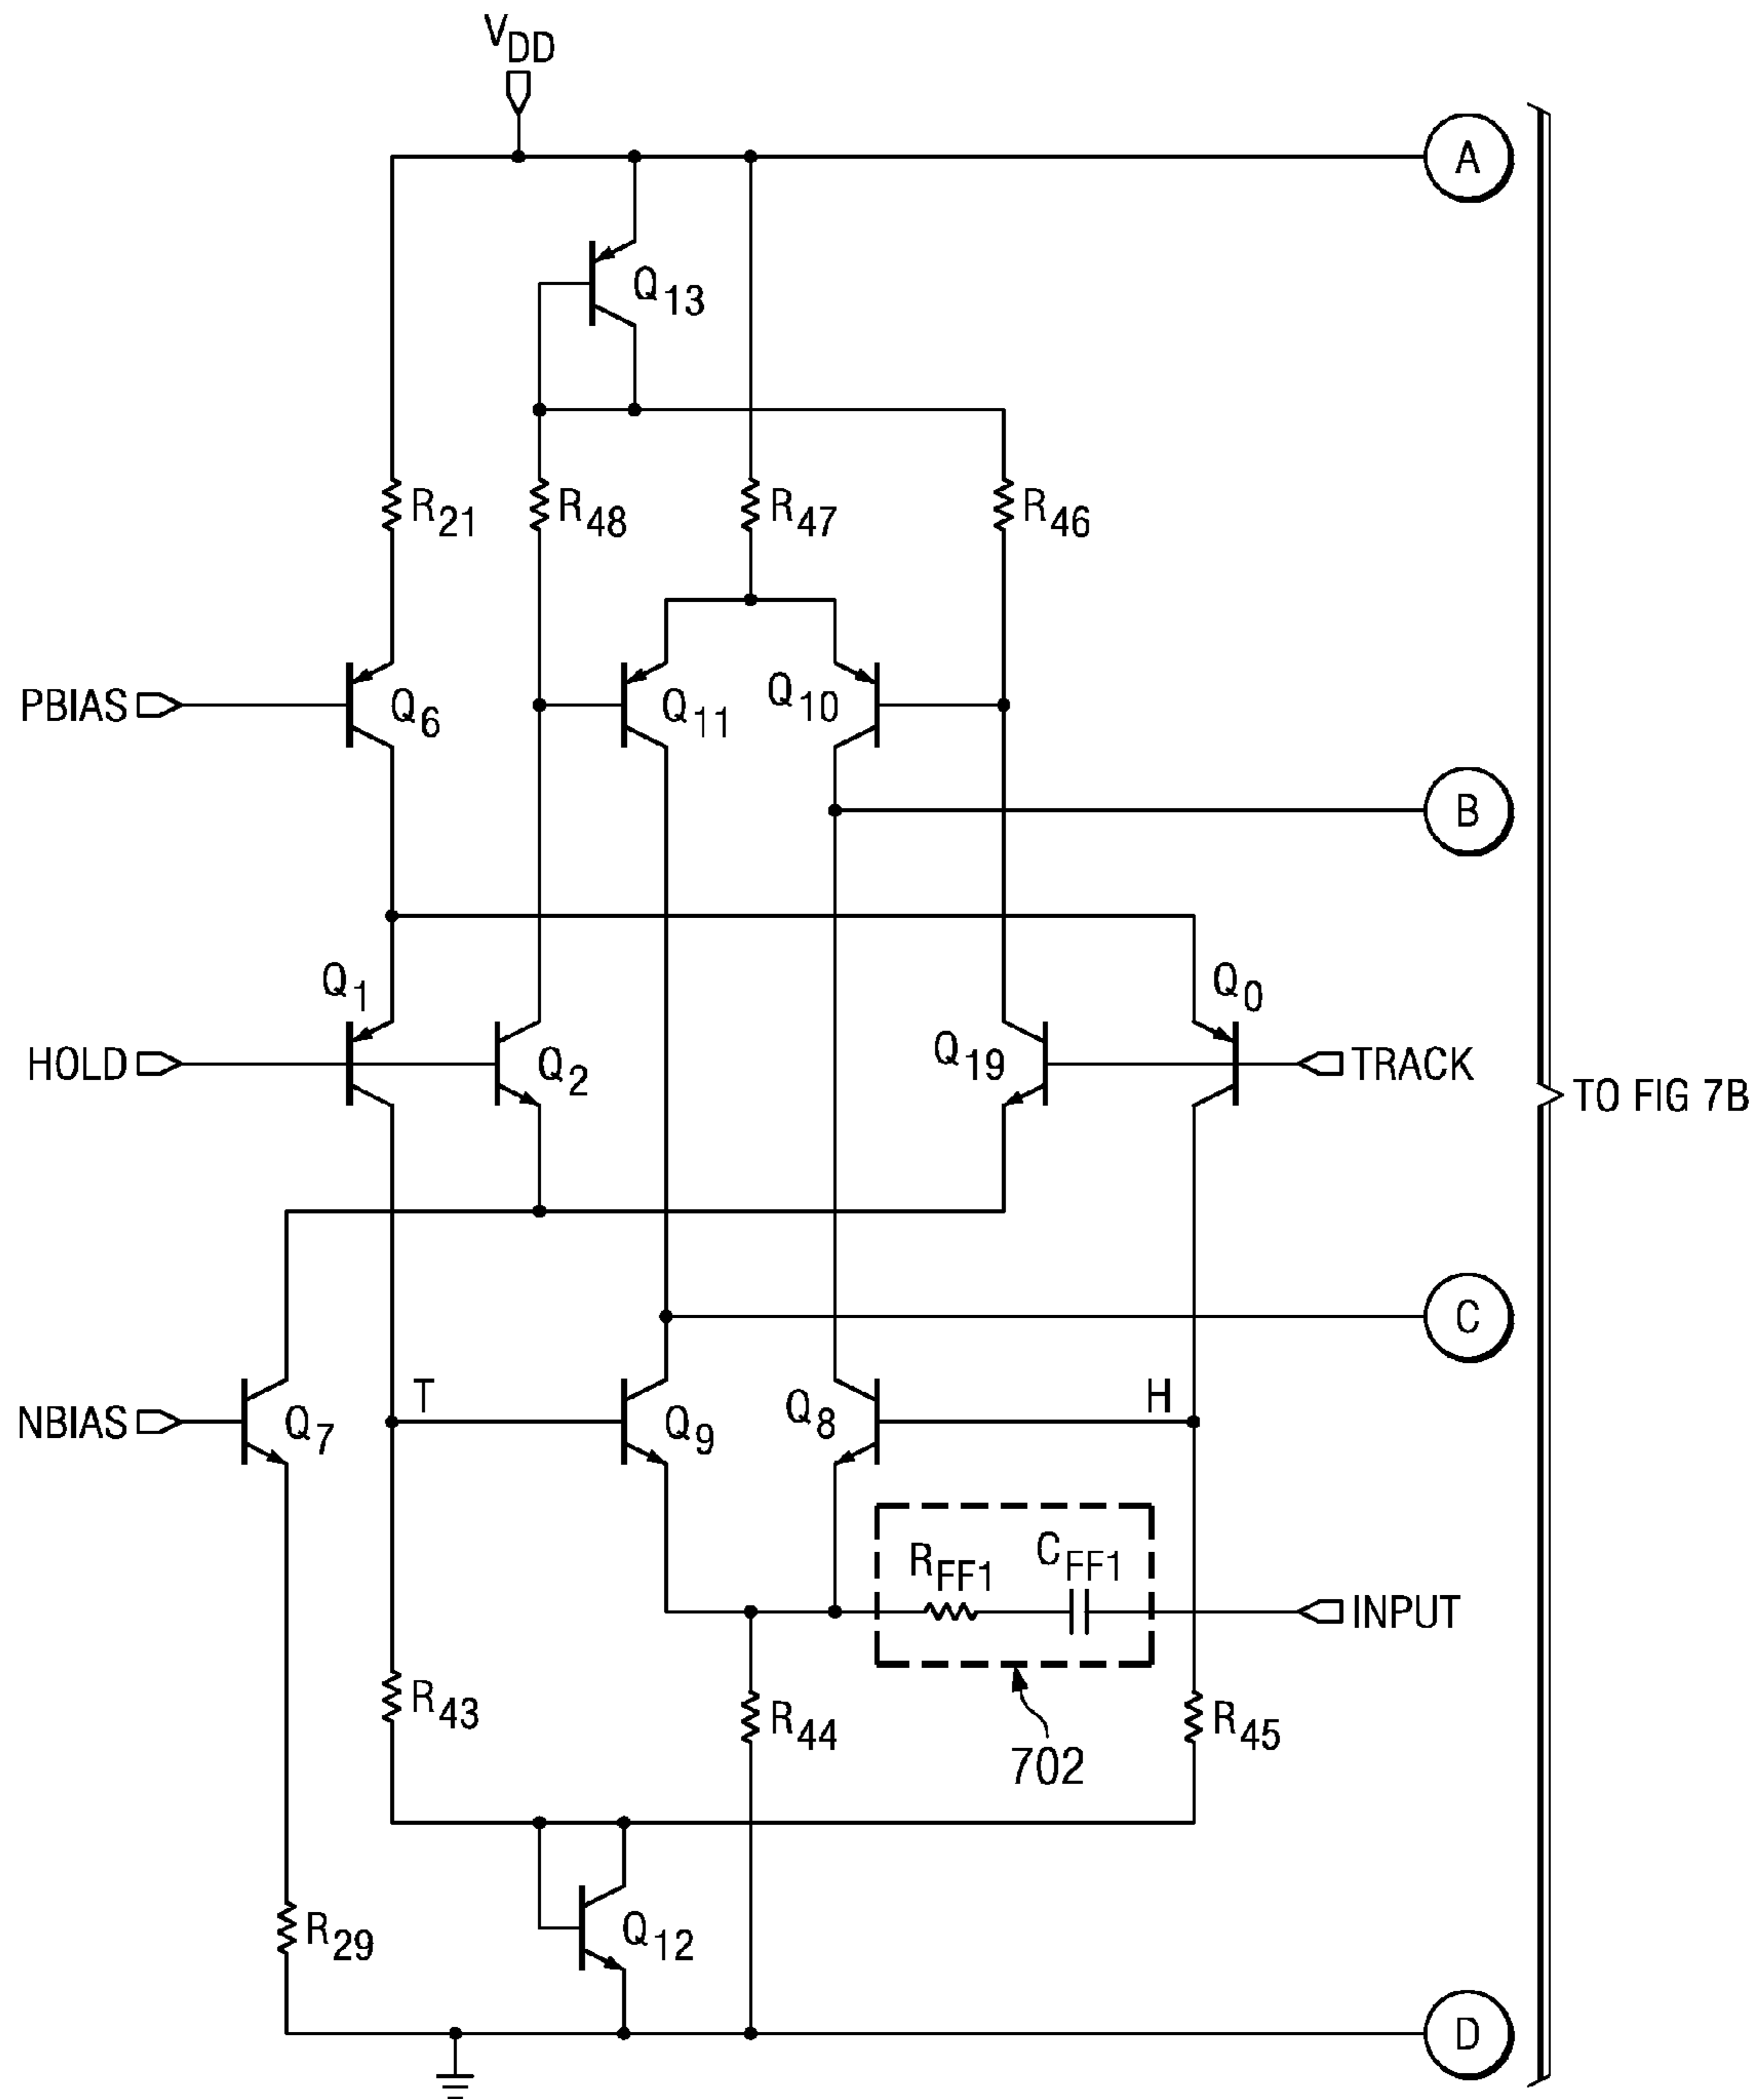 VDD
A
Q13
R21
R48
R47
R46
PBIAS
Q6
Q11
Q10
B
Q1
Q0
HOLD
Q2
Q19
TRACK
TO FIG 7B
C
T
H
NBIAS
Q7
Q9
Q8
RFF1
CFF1
INPUT
R43
R44
R45
702
R29
Q12
D